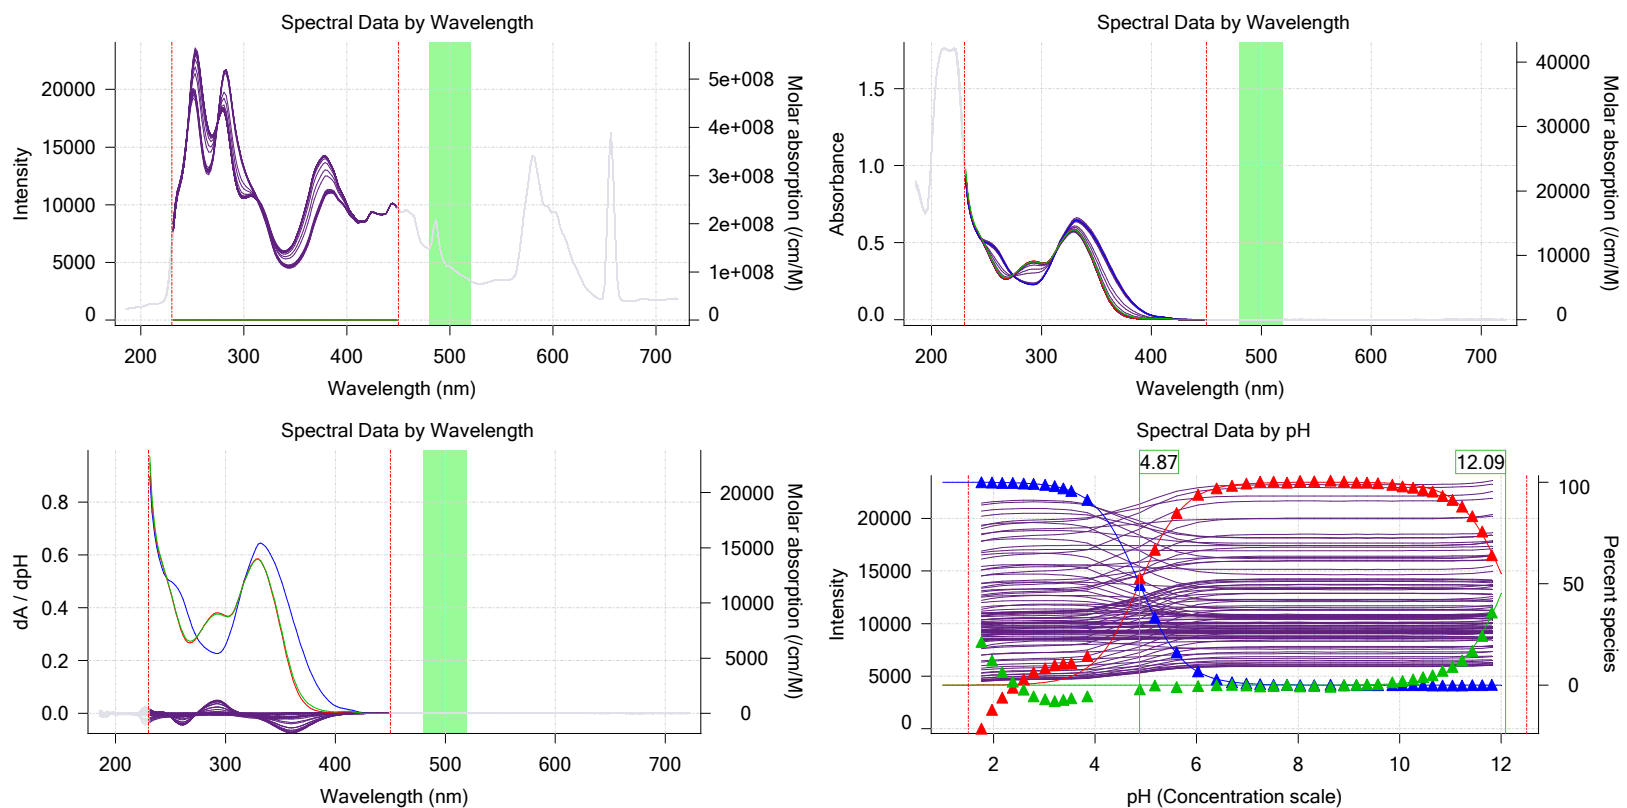 Spectral Data by Wavelength
Intensity
20000
15000
10000
5000
0
5e+008
4e+008
3e+008
2e+008
1e+008
0
Molar absorption (/cm/M)
200 300 400 500 600 700
Wavelength (nm)
Spectral Data by Wavelength
Absorbance
1.5
1.0
0.5
0.0
40000
30000
20000
10000
0
Molar absorption (/cm/M)
200 300 400 500 600 700
Wavelength (nm)
Spectral Data by Wavelength
dA / dpH
0.8
0.6
0.4
0.2
0.0
20000
15000
10000
5000
0
Molar absorption (/cm/M)
200 300 400 500 600 700
Wavelength (nm)
Spectral Data by pH
4.87 12.09
Intensity
20000
15000
10000
5000
0
100
50
0
Percent species
2 4 6 8 10 12
pH (Concentration scale)